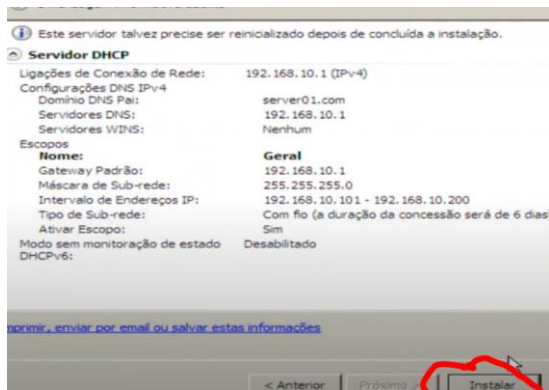 Este servidor talvez precise ser reinicializado depois de concluída a instalação.
Servidor DHCP
Ligações de Conexão de Rede: 192.168.10.1 (IPv4)
Configurações DNS IPv4
Domínio DNS Pai: server01.com
Servidores DNS: 192.168.10.1
Servidores WINS: Nenhum
Escopos
Nome: Geral
Gateway Padrão: 192.168.10.1
Máscara de Sub-rede: 255.255.255.0
Intervalo de Endereços IP: 192.168.10.101 - 192.168.10.200
Tipo de Sub-rede: Com fio (a duração da concessão será de 6 dias
Ativar Escopo: Sim
Modo sem monitoração de estado Desabilitado
DHCPv6:
mprimir, enviar por email ou salvar estas informações
< Anterior Próximo > Instalar